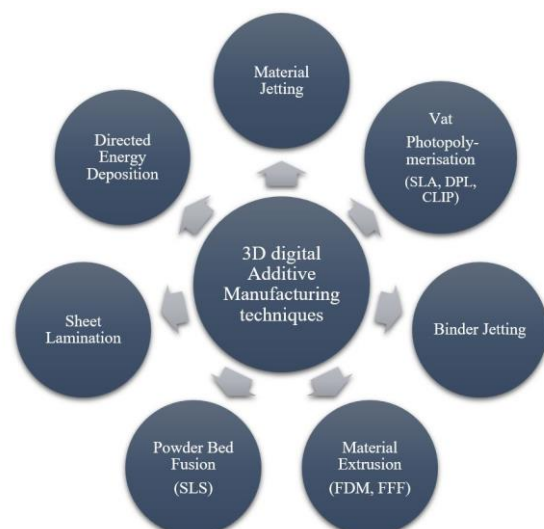 Material
Jetting
Vat
Photopoly-
merisation
(SLA, DPL,
CLIP)
Binder Jetting
Material
Extrusion
(FDM, FFF)
Powder Bed
Fusion
(SLS)
Sheet
Lamination
Directed
Energy
Deposition
3D digital
Additive
Manufacturing
techniques